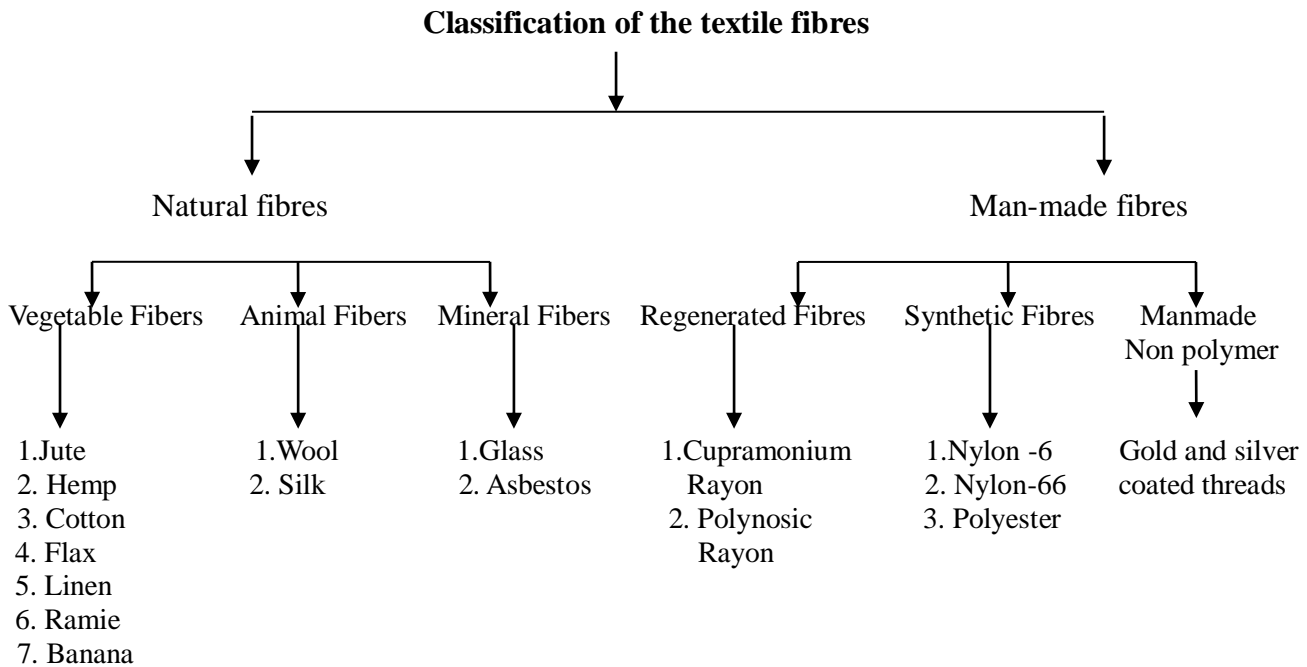 Classification of the textile fibres
Natural fibres
Man-made fibres
Vegetable Fibers
Animal Fibers
Mineral Fibers
Regenerated Fibres
Synthetic Fibres
Manmade
Non polymer
1.Jute
2. Hemp
3. Cotton
4. Flax
5. Linen
6. Ramie
7. Banana
1.Wool
2. Silk
1.Glass
2. Asbestos
1.Cupramonium
Rayon
2. Polynosic
Rayon
1.Nylon -6
2. Nylon-66
3. Polyester
Gold and silver
coated threads